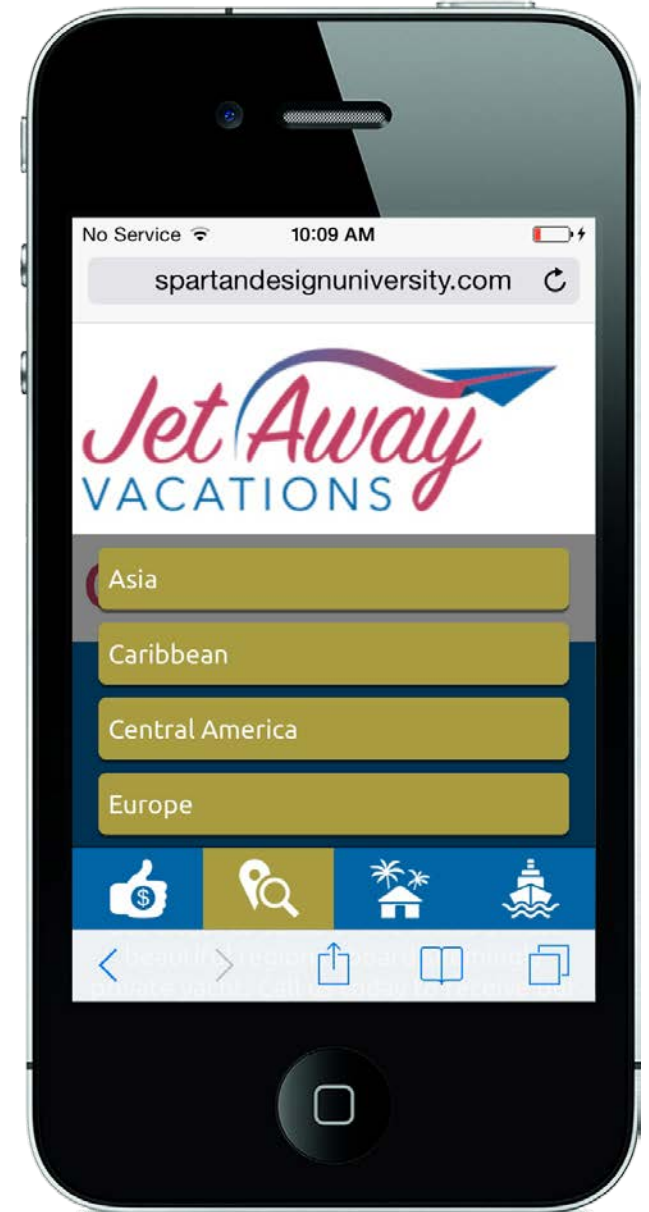 No Service
10:09 AM
spartandesignuniversity.com
Jet Away
VACATIONS
Asia
Caribbean
Central America
Europe
$